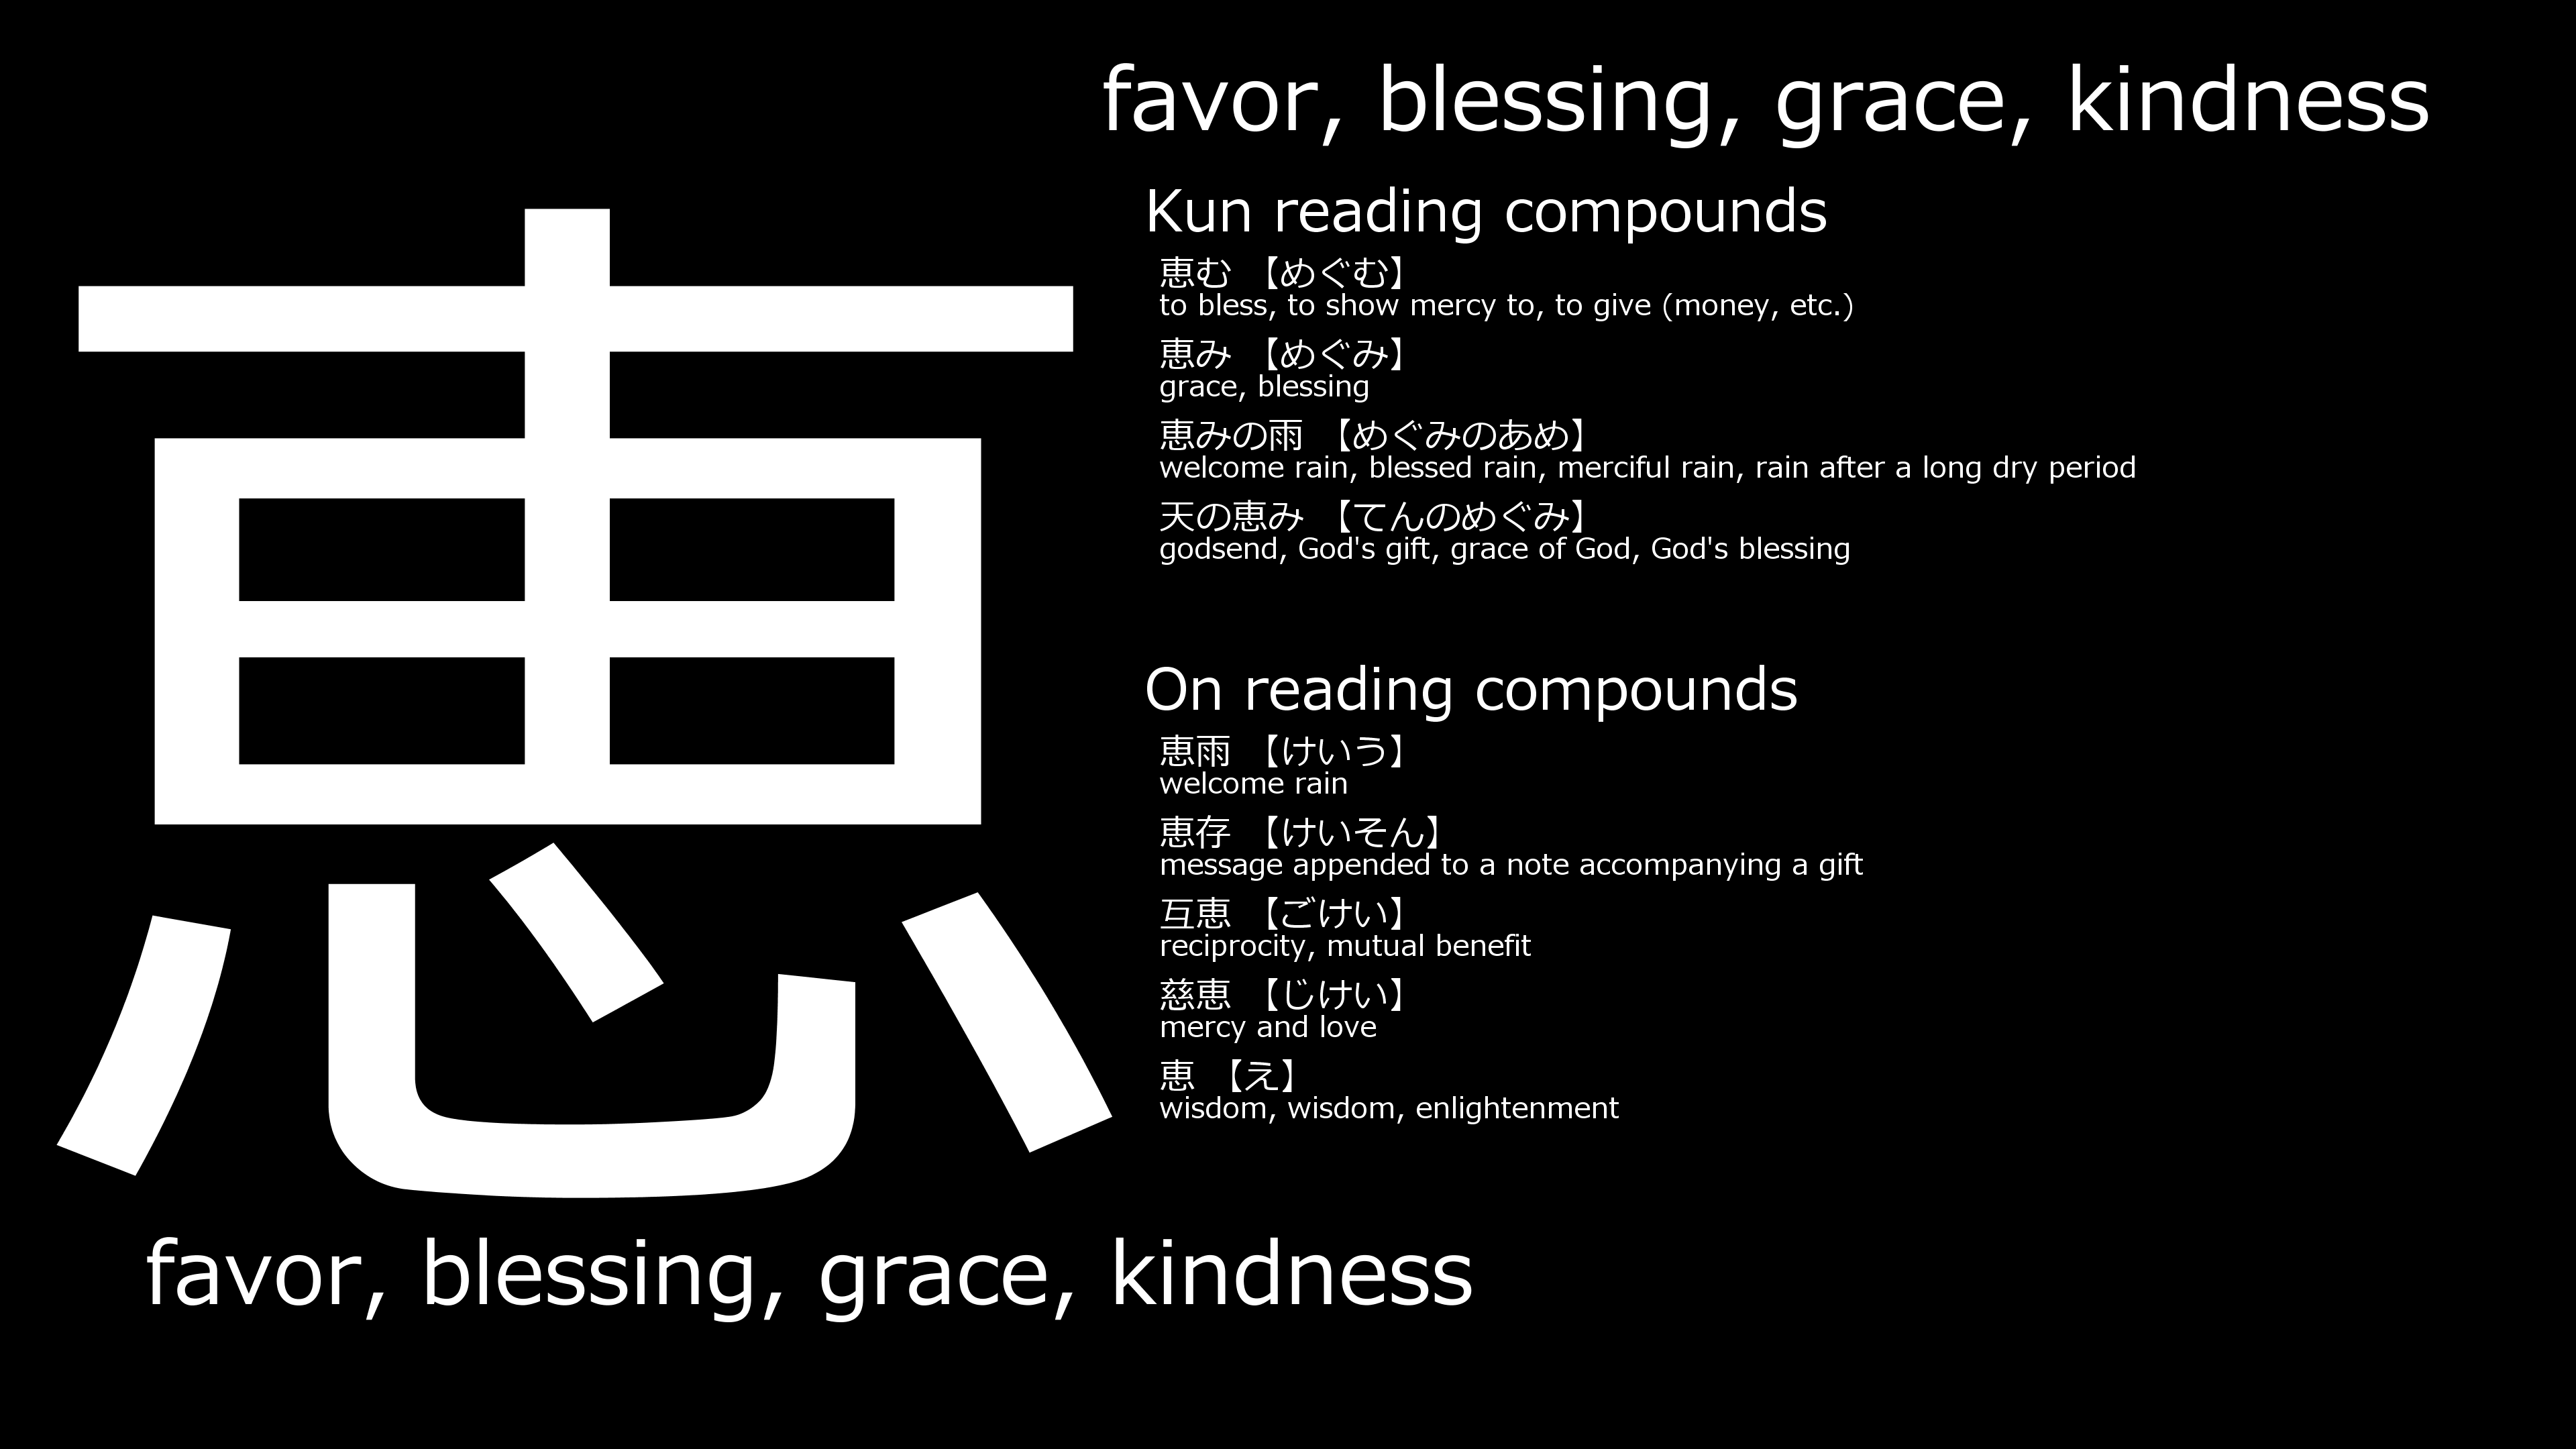 favor, blessing, grace, kindness
恵
Kun reading compounds
恵む 【めぐむ】
to bless, to show mercy to, to give (money, etc.)
恵み 【めぐみ】
grace, blessing
恵みの雨 【めぐみのあめ】
welcome rain, blessed rain, merciful rain, rain after a long dry period
天の恵み 【てんのめぐみ】
godsend, God's gift, grace of God, God's blessing
On reading compounds
恵雨 【けいう】
welcome rain
恵存 【けいそん】
message appended to a note accompanying a gift
互恵 【ごけい】
reciprocity, mutual benefit
慈恵 【じけい】
mercy and love
恵 【え】
wisdom, wisdom, enlightenment
favor, blessing, grace, kindness